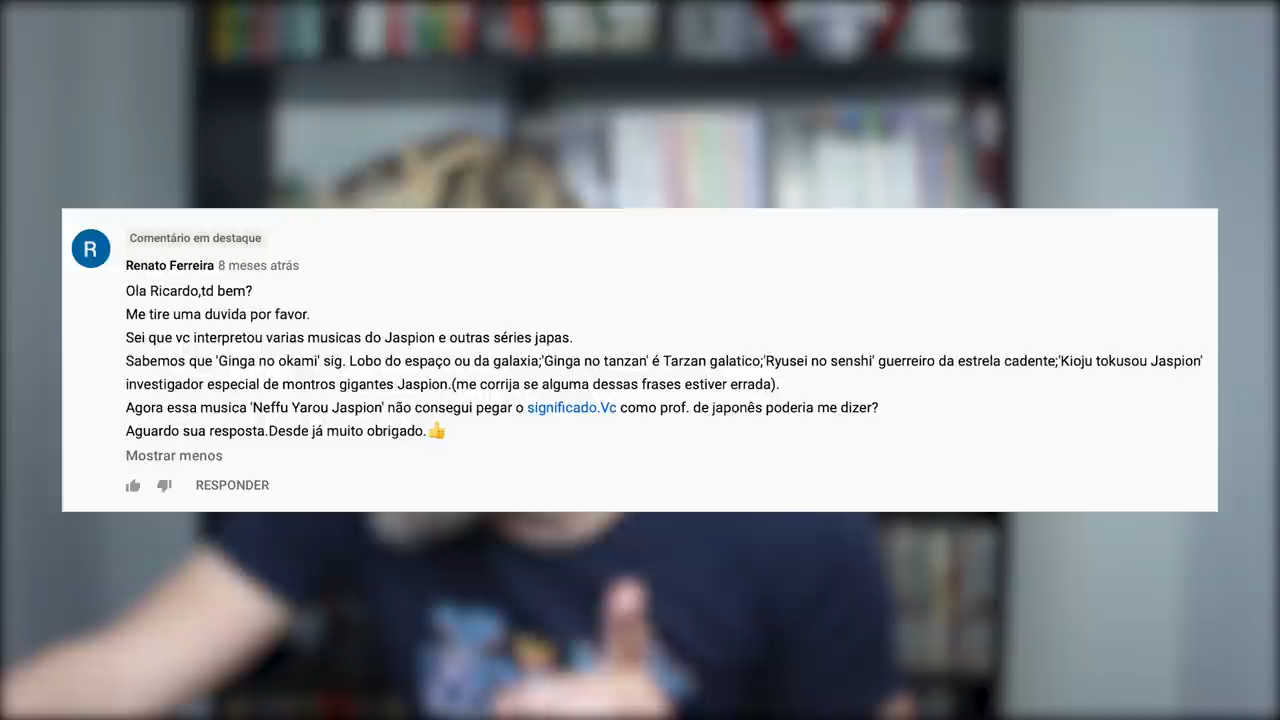 R
Comentário em destaque
Renato Ferreira 8 meses atrás
Ola Ricardo,td bem?
Me tire uma duvida por favor.
Sei que vc interpretou varias musicas do Jaspion e outras séries japas.
Sabemos que 'Ginga no okami' sig. Lobo do espaço ou da galaxia;'Ginga no tanzan' é Tarzan galatico;'Ryusei no senshi' guerreiro da estrela cadente;'Kioju tokusou Jaspion'
investigador especial de montros gigantes Jaspion.(me corrija se alguma dessas frases estiver errada).
Agora essa musica 'Neffu Yarou Jaspion' não consegui pegar o significado.Vc como prof. de japonês poderia me dizer?
Aguardo sua resposta.Desde já muito obrigado.👍
Mostrar menos
RESPONDER